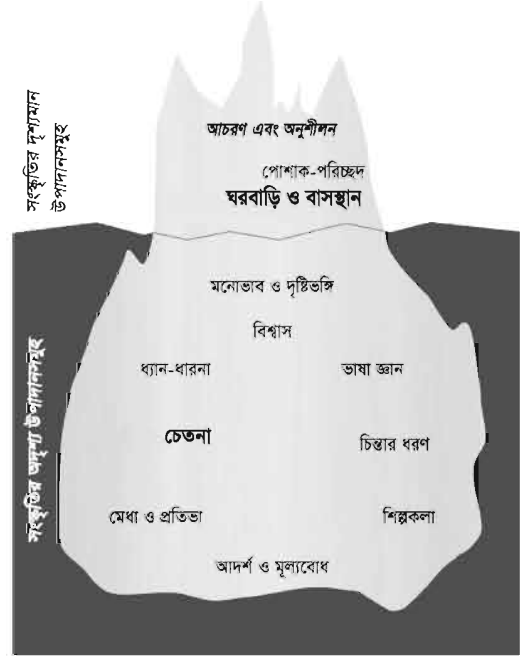 সংস্কৃতির দৃশ্যমান
উপাদানসমুহ
আচরণ এবং অনুশীলন
পোশাক-পরিচ্ছদ
ঘরবাড়ি ও বাসস্থান
মনোভাব ও দৃষ্টিভঙ্গি
বিশ্বাস
ধ্যান-ধারনা
ভাষা জ্ঞান
চেতনা
চিন্তার ধরণ
মেধা ও প্রতিভা
শিল্পকলা
আদর্শ ও মূল্যবোধ
সংস্কৃতির অদৃশ্য উপাদানসমুহ